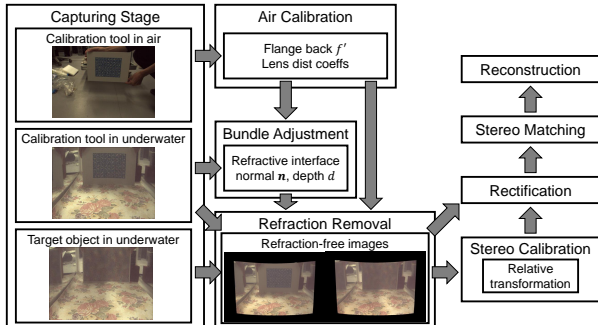 Capturing Stage
Calibration tool in air
Calibration tool in underwater
Target object in underwater
Air Calibration
Flange back f′
Lens dist coeffs
Bundle Adjustment
Refractive interface
normal n, depth d
Refraction Removal
Refraction-free images
Reconstruction
Stereo Matching
Rectification
Stereo Calibration
Relative
transformation